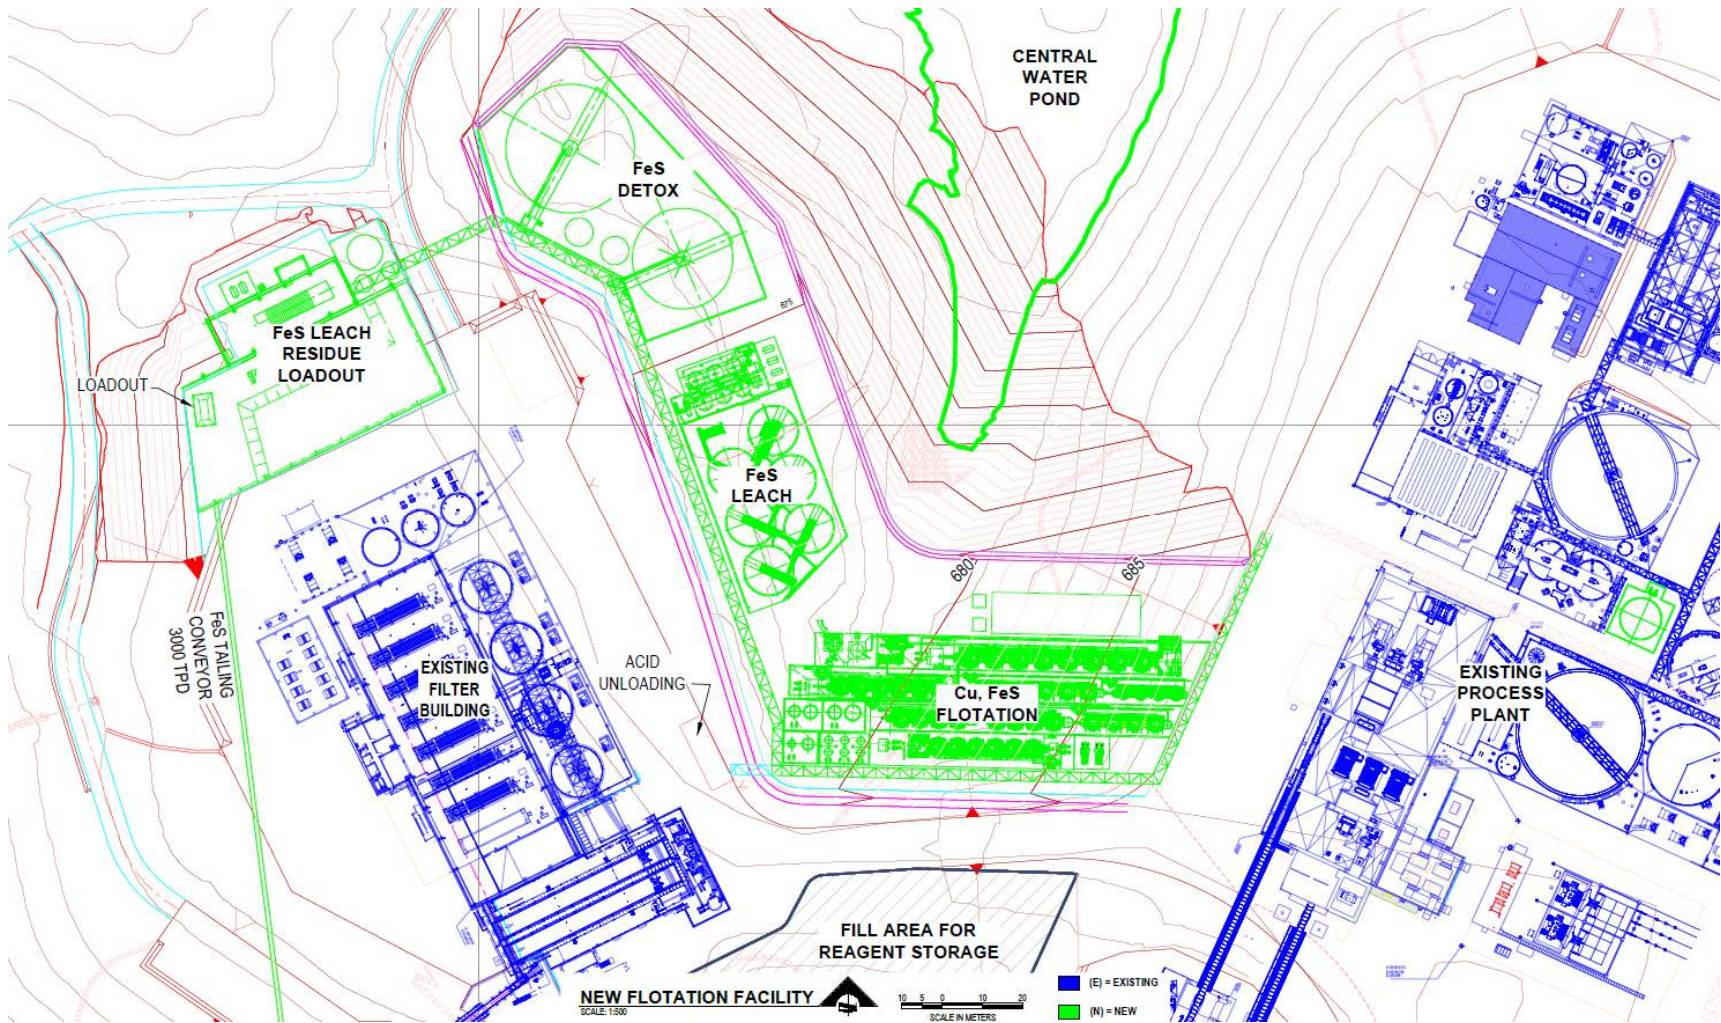 CENTRAL
WATER
POND
FeS
DETOX
675
FeS LEACH
RESIDUE
LOADOUT
LOADOUT
FeS
LEACH
680
685
FeS TAILING
CONVEYOR
3000 TPD
EXISTING
FILTER
BUILDING
ACID
UNLOADING
Cu, FeS
FLOTATION
EXISTING
PROCESS
PLANT
FILL AREA FOR
REAGENT STORAGE
NEW FLOTATION FACILITY
SCALE: 1:500
10 5 0 10 20
SCALE IN METERS
(E) = EXISTING
(N) = NEW